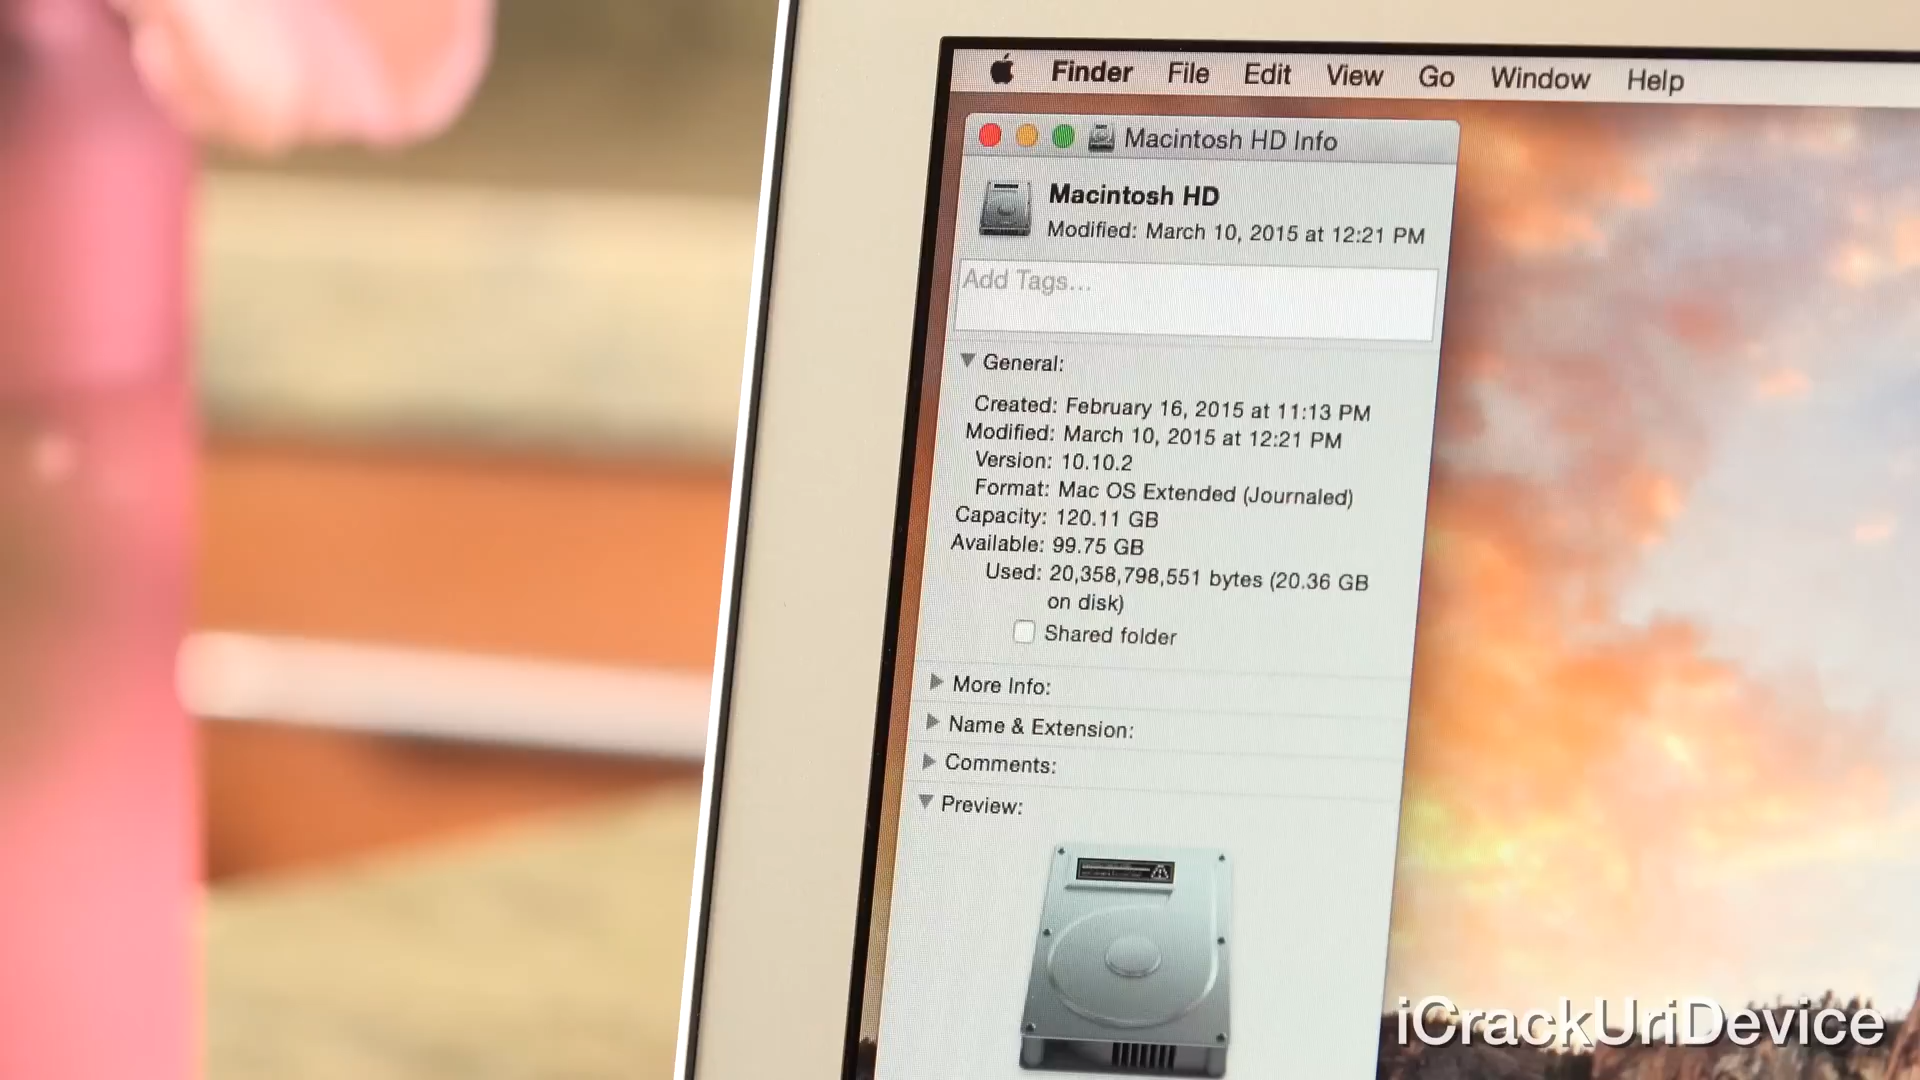 Finder File Edit View Go Window Help
Macintosh HD Info
Macintosh HD
Modified: March 10, 2015 at 12:21 PM
Add Tags...
General:
Created: February 16, 2015 at 11:13 PM
Modified: March 10, 2015 at 12:21 PM
Version: 10.10.2
Format: Mac OS Extended (Journaled)
Capacity: 120.11 GB
Available: 99.75 GB
Used: 20,358,798,551 bytes (20.36 GB
on disk)
Shared folder
More Info:
Name & Extension:
Comments:
Preview:
iCrackUriDevice